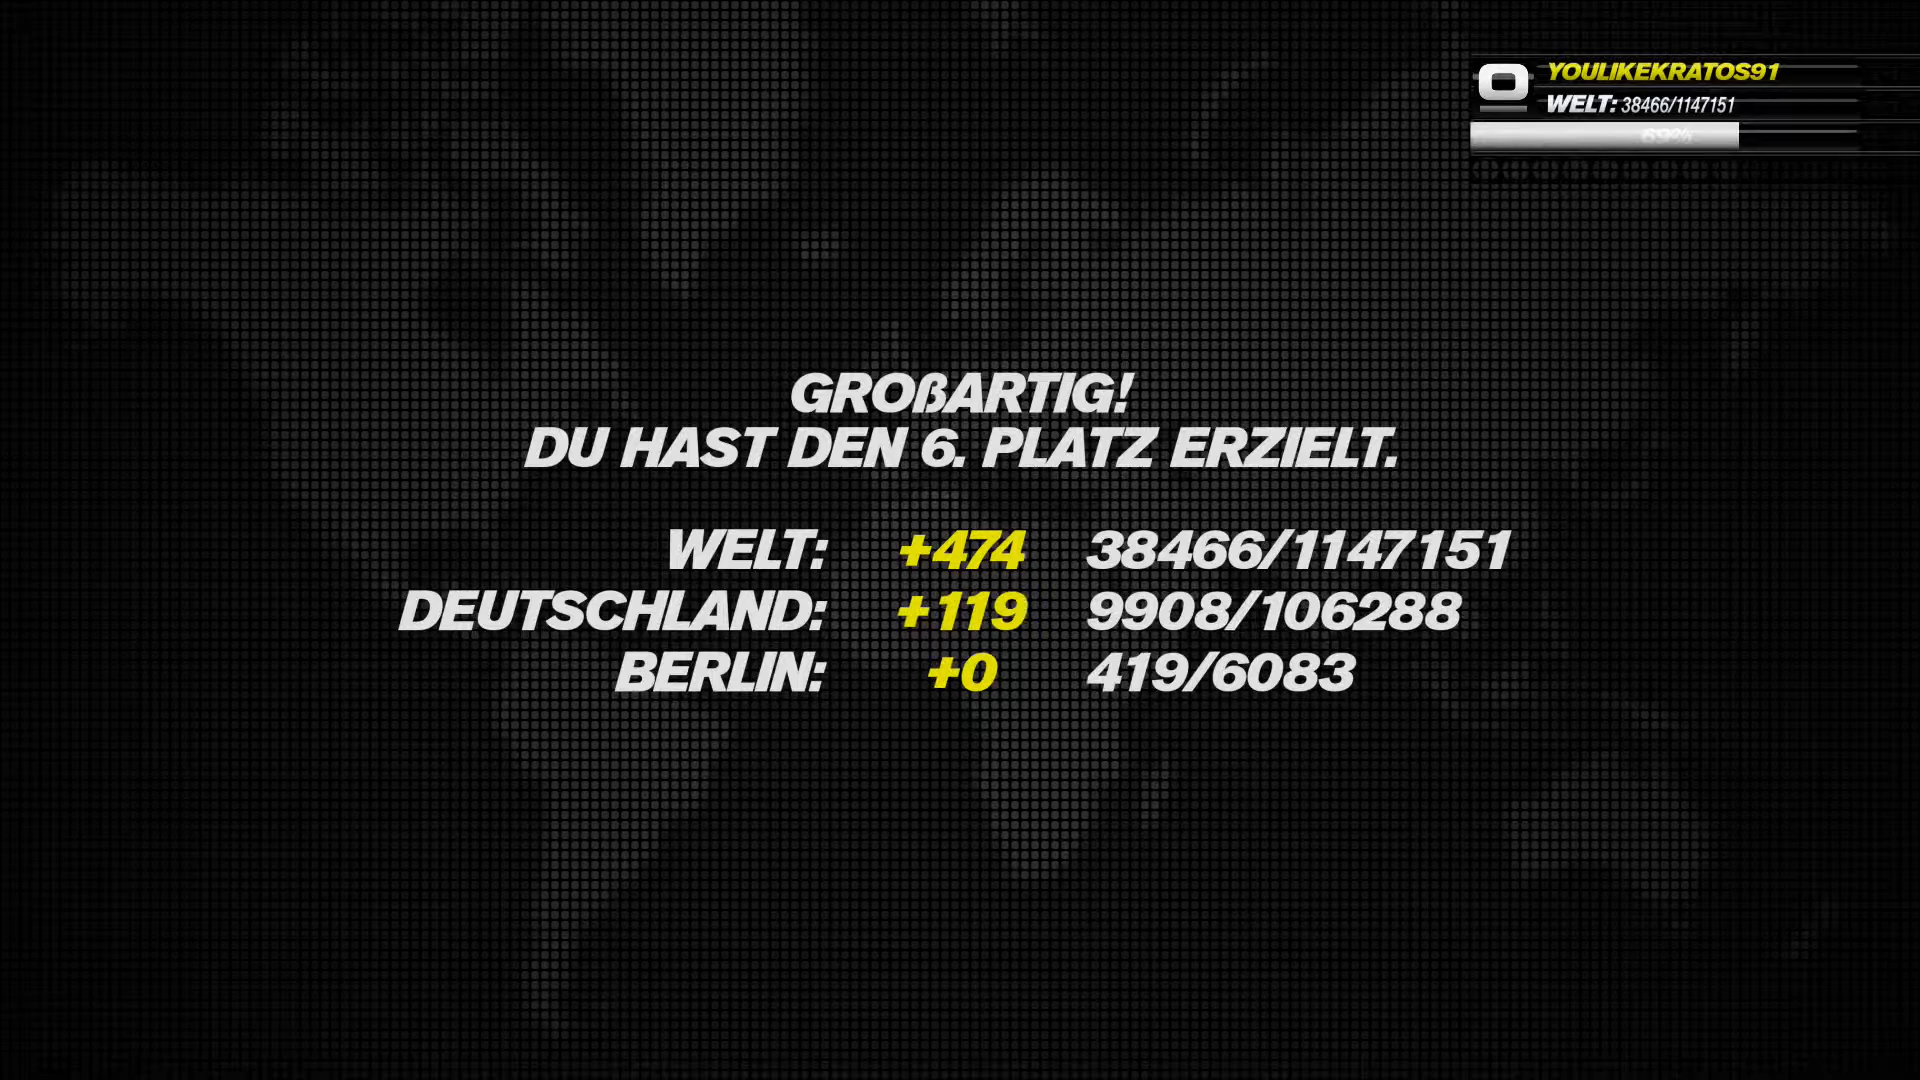 YOULIKEKRATOS91
WELT: 38466/1147151
69%
GROßARTIG!
DU HAST DEN 6. PLATZ ERZIELT.
WELT: +474 38466/1147151
DEUTSCHLAND: +119 9908/106288
BERLIN: +0 419/6083